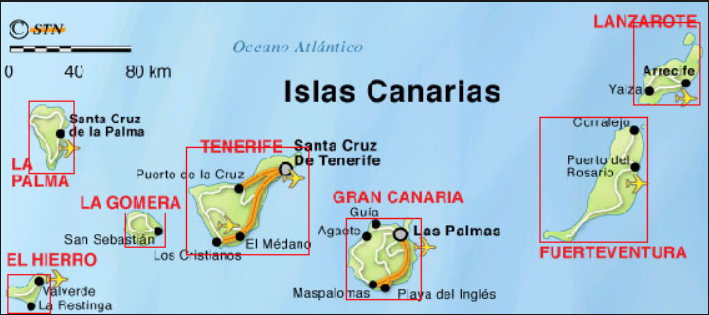 © STN
0 40 80 km
Oceano Atlántico
Islas Canarias
LANZAROTE
Arrecife
Yaiza
Corralejo
Puerto del
Rosario
FUERTEVENTURA
Santa Cruz
de la Palma
LA
PALMA
TENERIFE
Santa Cruz
De Tenerife
Puerto de la Cruz
El Médano
Los Cristianos
LA GOMERA
San Sebastián
GRAN CANARIA
Guía
Agaete
Las Palmas
Maspalomas
Playa del Inglés
EL HIERRO
Valverde
La Restinga